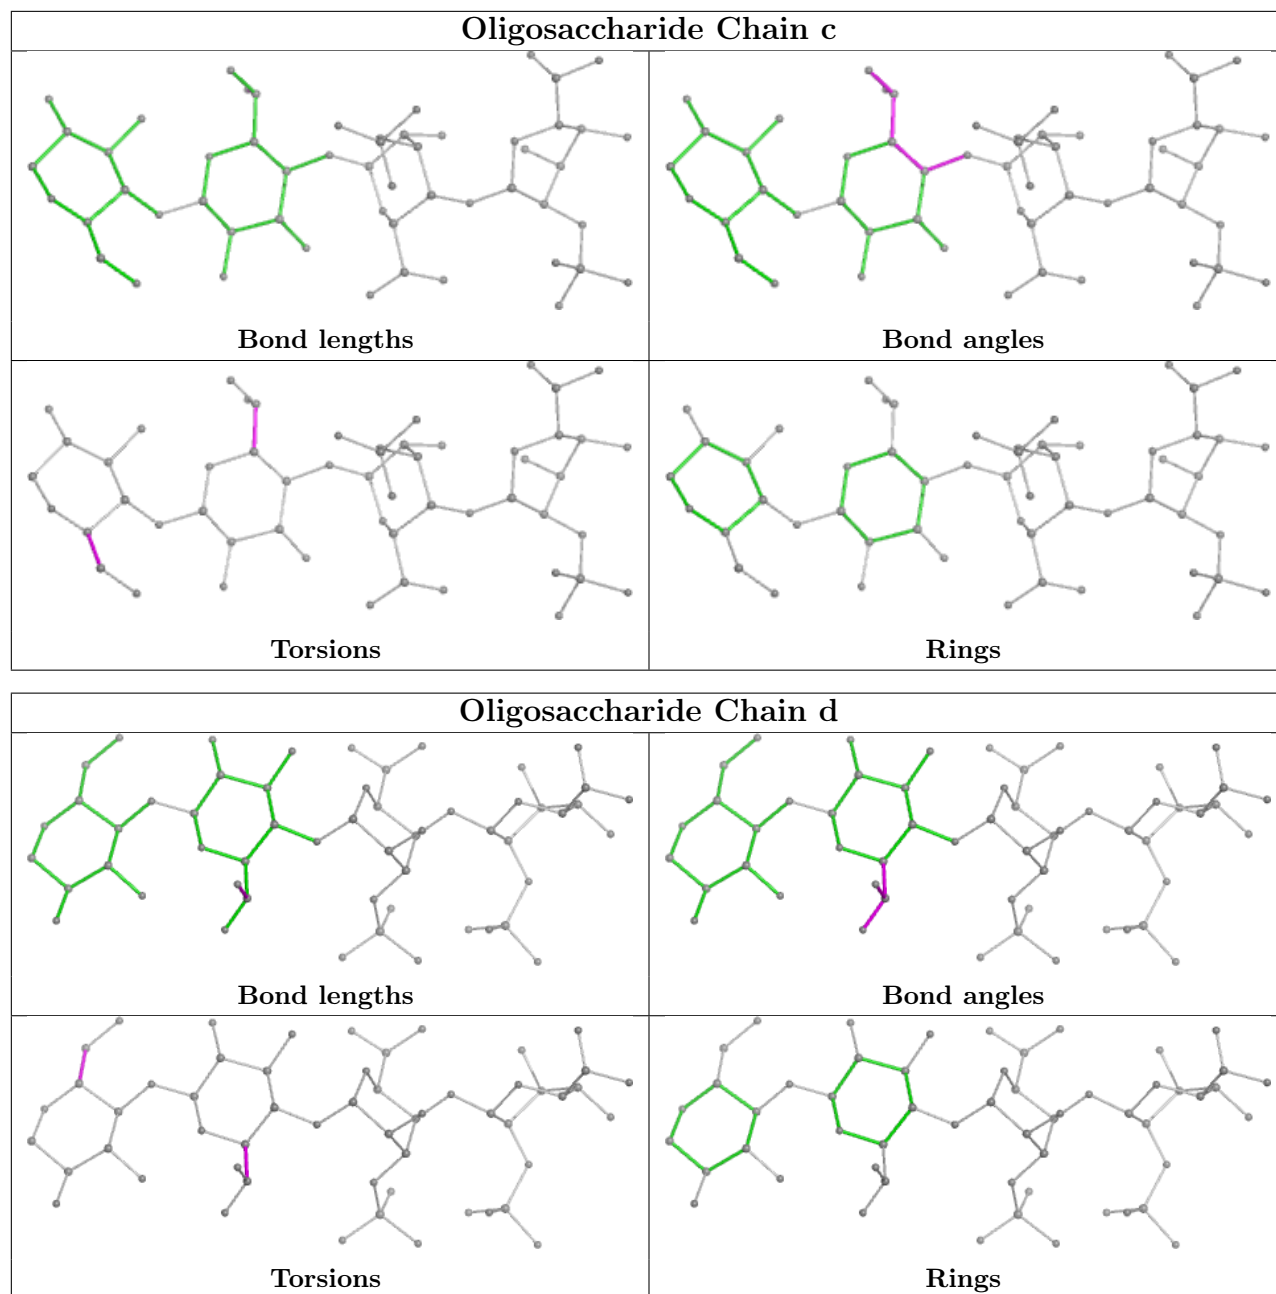 Oligosaccharide Chain c
Bond lengths
Bond angles
Torsions
Rings
Oligosaccharide Chain d
Bond lengths
Bond angles
Torsions
Rings